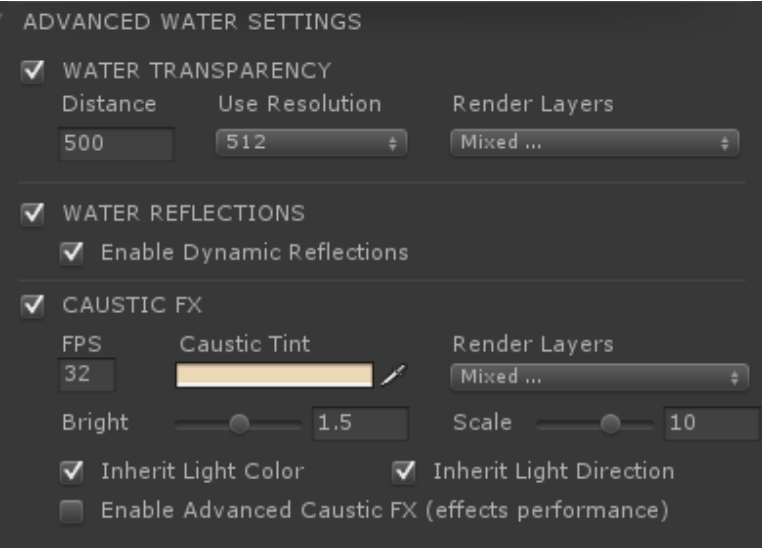 ADVANCED WATER SETTINGS
WATER TRANSPARENCY
Distance Use Resolution Render Layers
500 512 Mixed ...
WATER REFLECTIONS
Enable Dynamic Reflections
CAUSTIC FX
FPS Caustic Tint Render Layers
32 Mixed ...
Bright 1.5 Scale 10
Inherit Light Color Inherit Light Direction
Enable Advanced Caustic FX (effects performance)